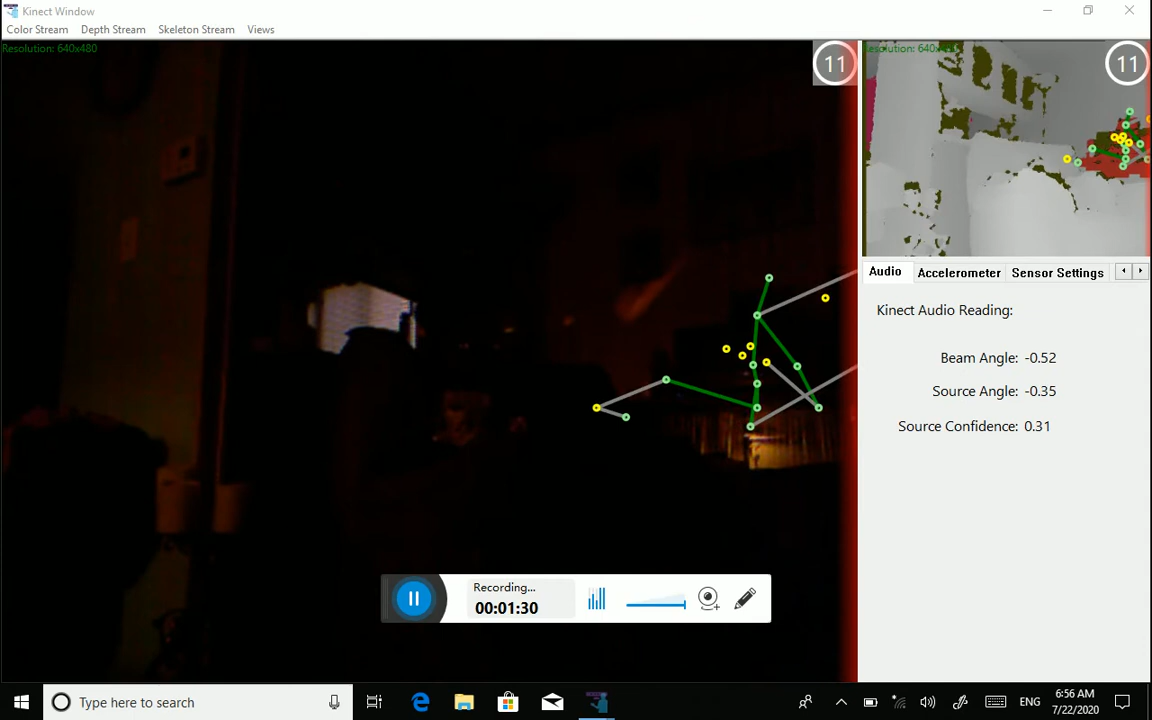 Kinect Window
Color Stream Depth Stream Skeleton Stream Views
Resolution: 640x480
11
Resolution: 640x
11
Audio Accelerometer Sensor Settings
Kinect Audio Reading:
Beam Angle: -0.52
Source Angle: -0.35
Source Confidence: 0.31
Recording...
00:01:30
Type here to search
ENG
6:56 AM
7/22/2020